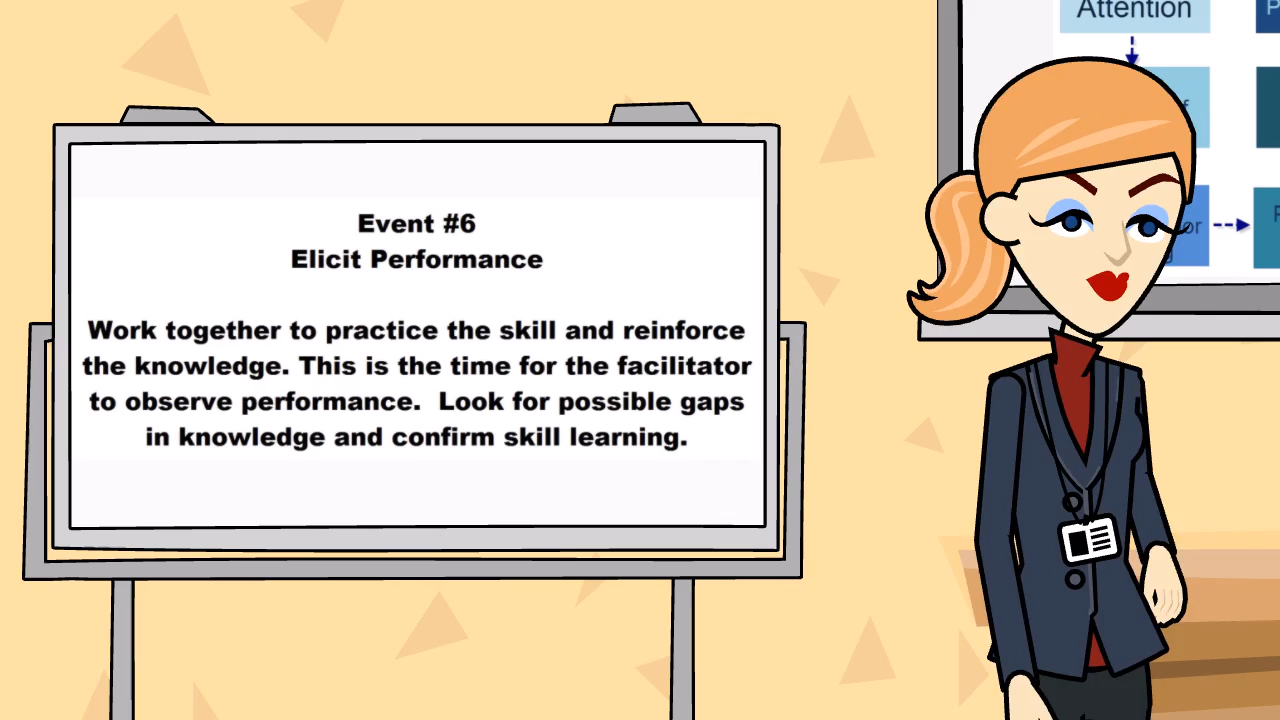 Attention
Event #6
Elicit Performance
Work together to practice the skill and reinforce
the knowledge. This is the time for the facilitator
to observe performance.  Look for possible gaps
in knowledge and confirm skill learning.